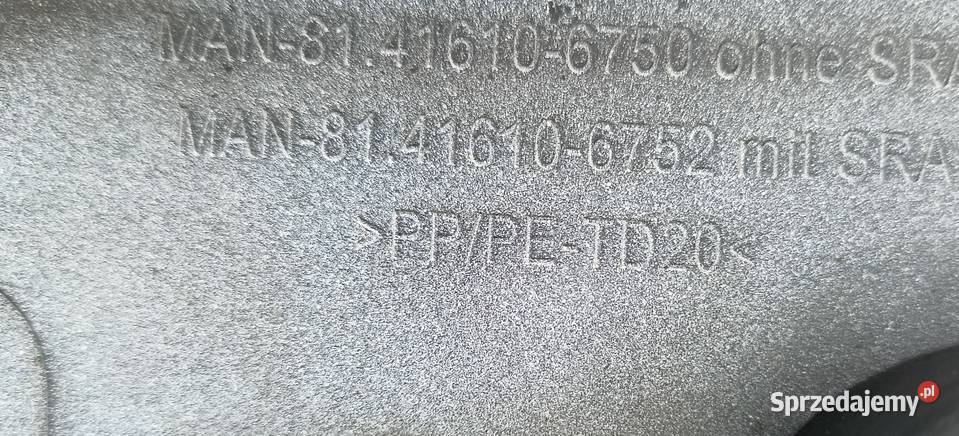 MAN-81.41610-6750 ohne SRA
MAN-81.41610-6752 mit SRA
>PP/PE-TD20<
Sprzedajemy.pl